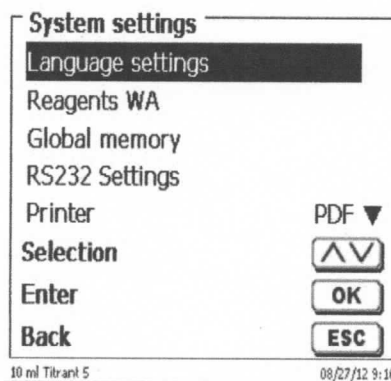 System settings
Language settings
Reagents WA
Global memory
RS232 Settings
Printer PDF ▼
Selection
Enter OK
Back ESC
10 ml Titrant 5 08/27/12